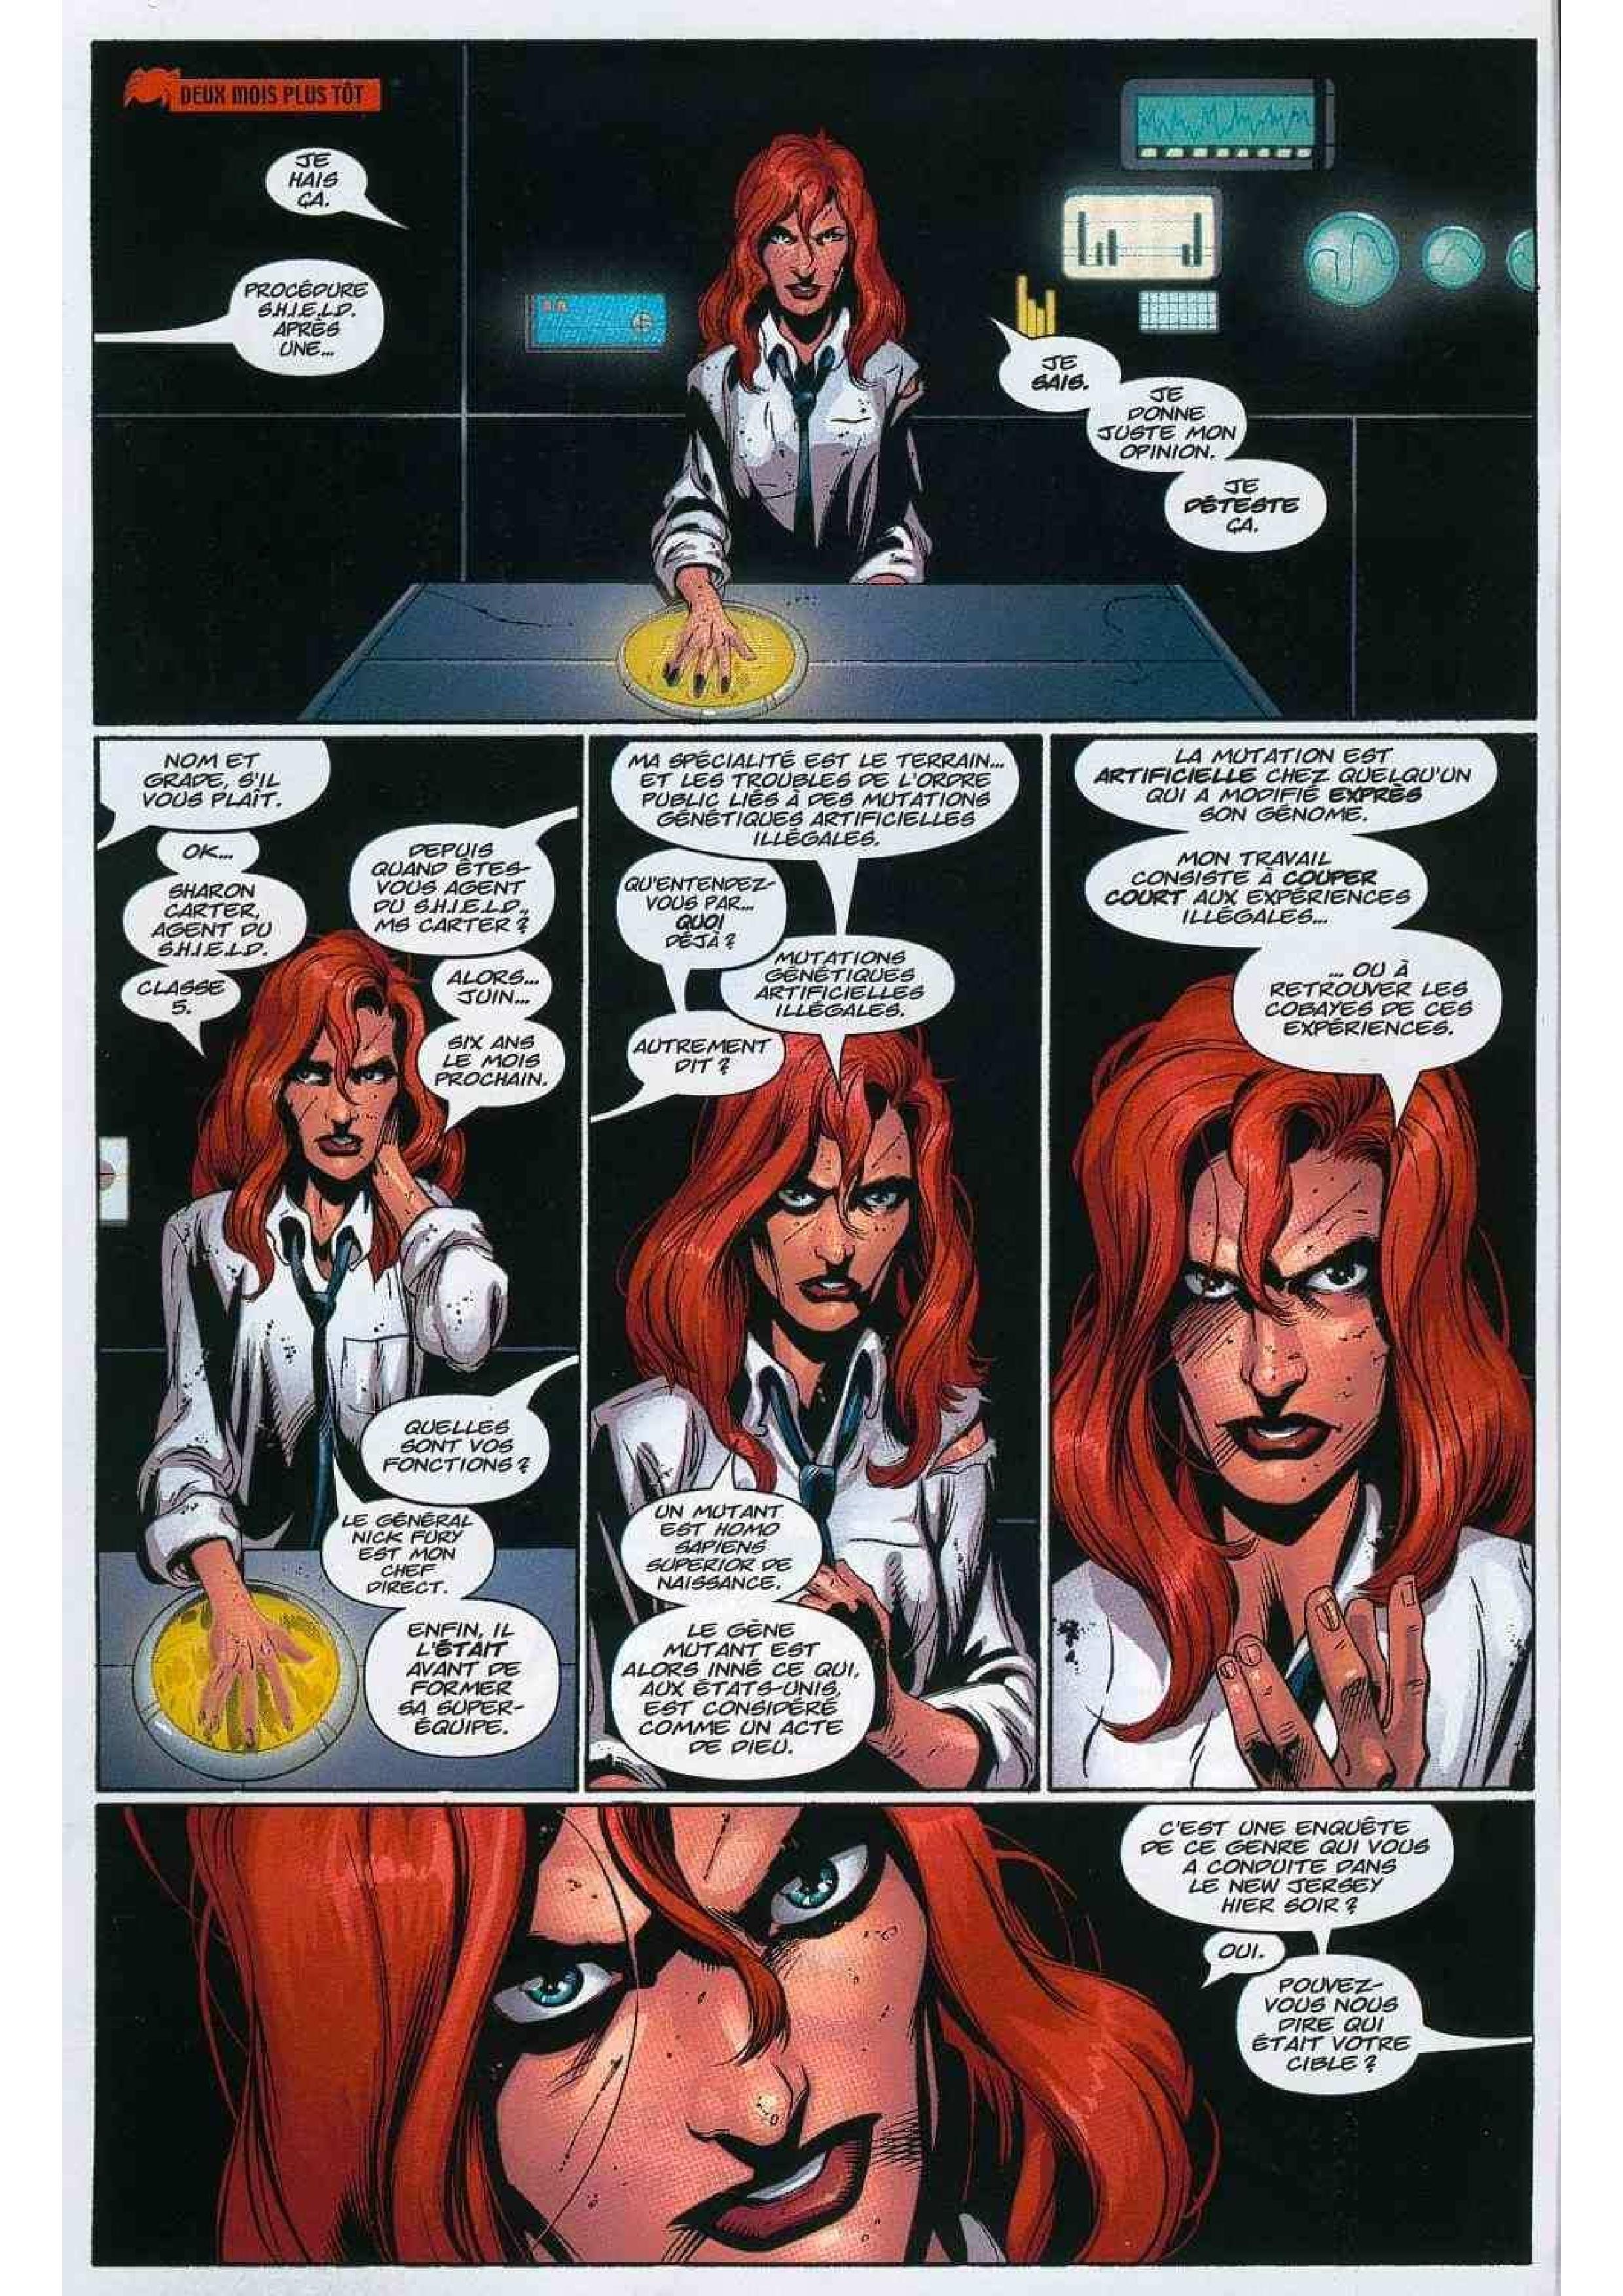 DEUX MOIS PLUS TÔT
JE
HAIS
ÇA.
PROCÉDURE
S.H.I.E.L.D.
APRÈS
UNE...
JE
SAIS.
JE
DONNE
JUSTE MON
OPINION.
JE
DÉTESTE
ÇA.
NOM ET
GRADE, S'IL
VOUS PLAÎT.
OK...
SHARON
CARTER,
AGENT DU
S.H.I.E.L.D.
CLASSE
5.
DEPUIS
QUAND ÊTES-
VOUS AGENT
DU S.H.I.E.L.D.,
MS CARTER ?
ALORS...
JUIN...
SIX ANS
LE MOIS
PROCHAIN.
QUELLES
SONT VOS
FONCTIONS ?
LE GÉNÉRAL
NICK FURY
EST MON
CHEF
DIRECT.
ENFIN, IL
L'ÉTAIT
AVANT DE
FORMER
SA SUPER-
ÉQUIPE.
MA SPÉCIALITÉ EST LE TERRAIN...
ET LES TROUBLES DE L'ORDRE
PUBLIC LIÉS À DES MUTATIONS
GÉNÉTIQUES ARTIFICIELLES
ILLÉGALES.
QU'ENTENDEZ-
VOUS PAR...
QUOI
DÉJÀ ?
MUTATIONS
GÉNÉTIQUES
ARTIFICIELLES
ILLÉGALES.
AUTREMENT
DIT ?
UN MUTANT
EST HOMO
SAPIENS
SUPERIOR DE
NAISSANCE.
LE GÈNE
MUTANT EST
ALORS INNÉ CE QUI,
AUX ÉTATS-UNIS,
EST CONSIDÉRÉ
COMME UN ACTE
DE DIEU.
LA MUTATION EST
ARTIFICIELLE CHEZ QUELQU'UN
QUI A MODIFIÉ EXPRÈS
SON GÉNOME.
MON TRAVAIL
CONSISTE À COUPER
COURT AUX EXPÉRIENCES
ILLÉGALES...
... OU À
RETROUVER LES
COBAYES DE CES
EXPÉRIENCES.
C'EST UNE ENQUÊTE
DE CE GENRE QUI VOUS
A CONDUITE DANS
LE NEW JERSEY
HIER SOIR ?
OUI.
POUVEZ-
VOUS NOUS
DIRE QUI
ÉTAIT VOTRE
CIBLE ?